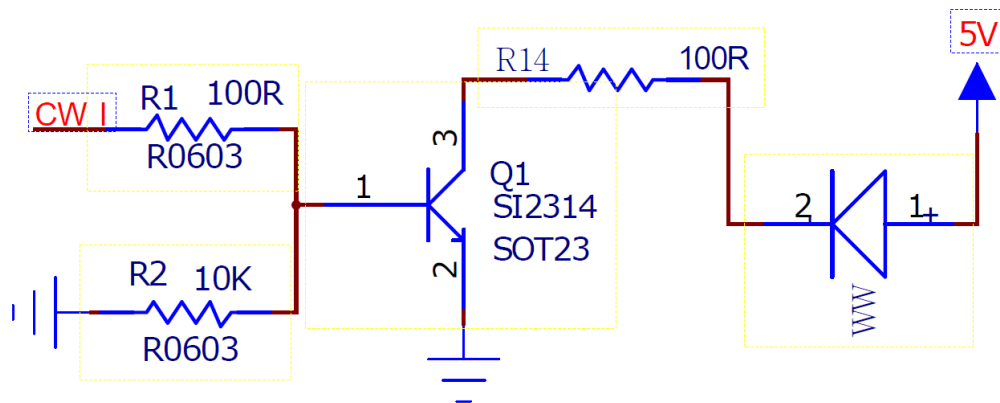 5V
R14 100R
CW I
R1 100R
R0603
3
1
Q1
SI2314
SOT23
2
2 1 +
WW
R2 10K
R0603